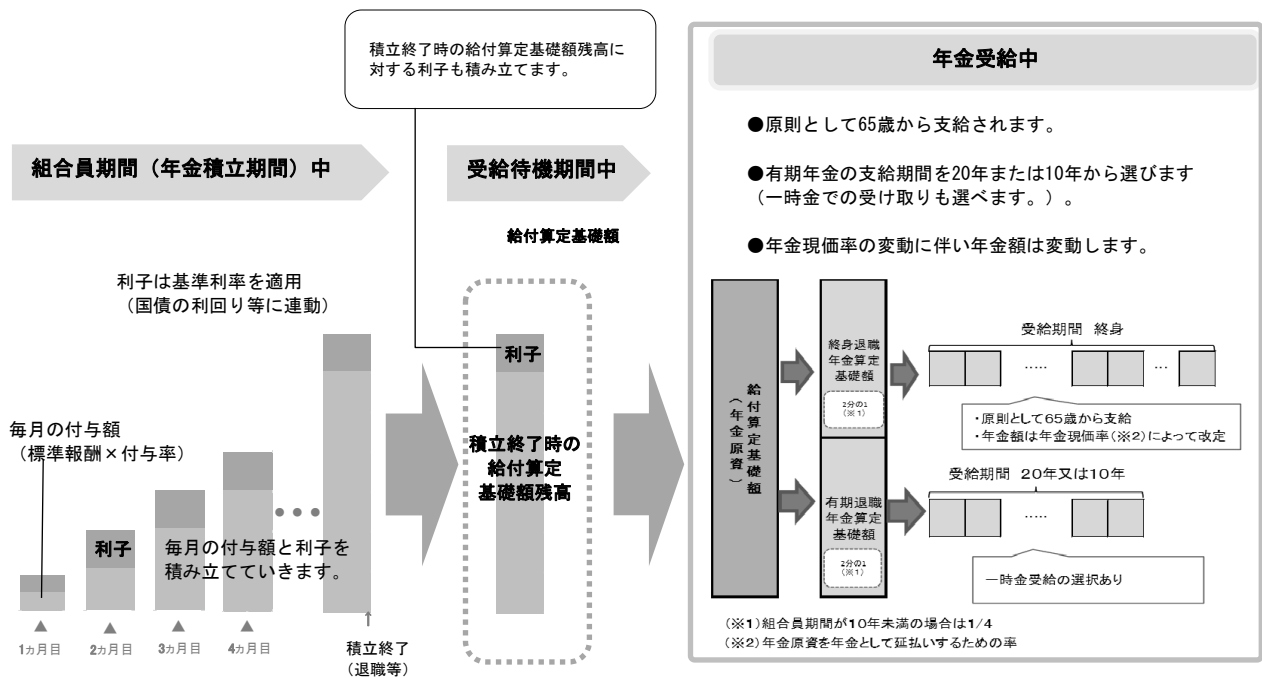 積立終了時の給付算定基礎額残高に
対する利子も積み立てます。
組合員期間（年金積立期間）中
受給待機期間中
給付算定基礎額
利子は基準利率を適用
（国債の利回り等に連動）
毎月の付与額
（標準報酬×付与率）
利子
毎月の付与額と利子を
積み立てていきます。
•••
1ヵ月目
2ヵ月目
3ヵ月目
4ヵ月目
積立終了
（退職等）
利子
積立終了時の
給付算定
基礎額残高
年金受給中
●原則として65歳から支給されます。
●有期年金の支給期間を20年または10年から選びます
（一時金での受け取りも選べます。）。
●年金現価率の変動に伴い年金額は変動します。
給付算定基礎額
（年金原資）
終身退職
年金算定
基礎額
2分の1
(※1)
受給期間 終身
..... ...
・原則として65歳から支給
・年金額は年金現価率(※2)によって改定
有期退職
年金算定
基礎額
2分の1
(※1)
受給期間 20年又は10年
.....
一時金受給の選択あり
(※1)組合員期間が10年未満の場合は1/4
(※2)年金原資を年金として延払いするための率